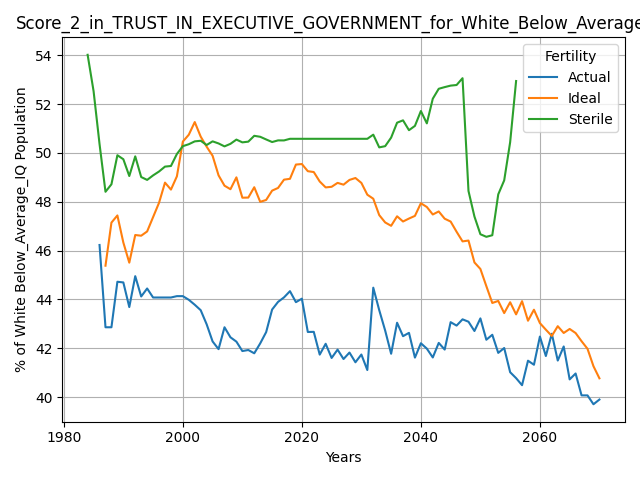 Score_2_in_TRUST_IN_EXECUTIVE_GOVERNMENT_for_White_Below_Average
54
52
50
48
46
44
42
40
% of White Below_Average_IQ Population
Fertility
Actual
Ideal
Sterile
1980
2000
2020
2040
2060
Years